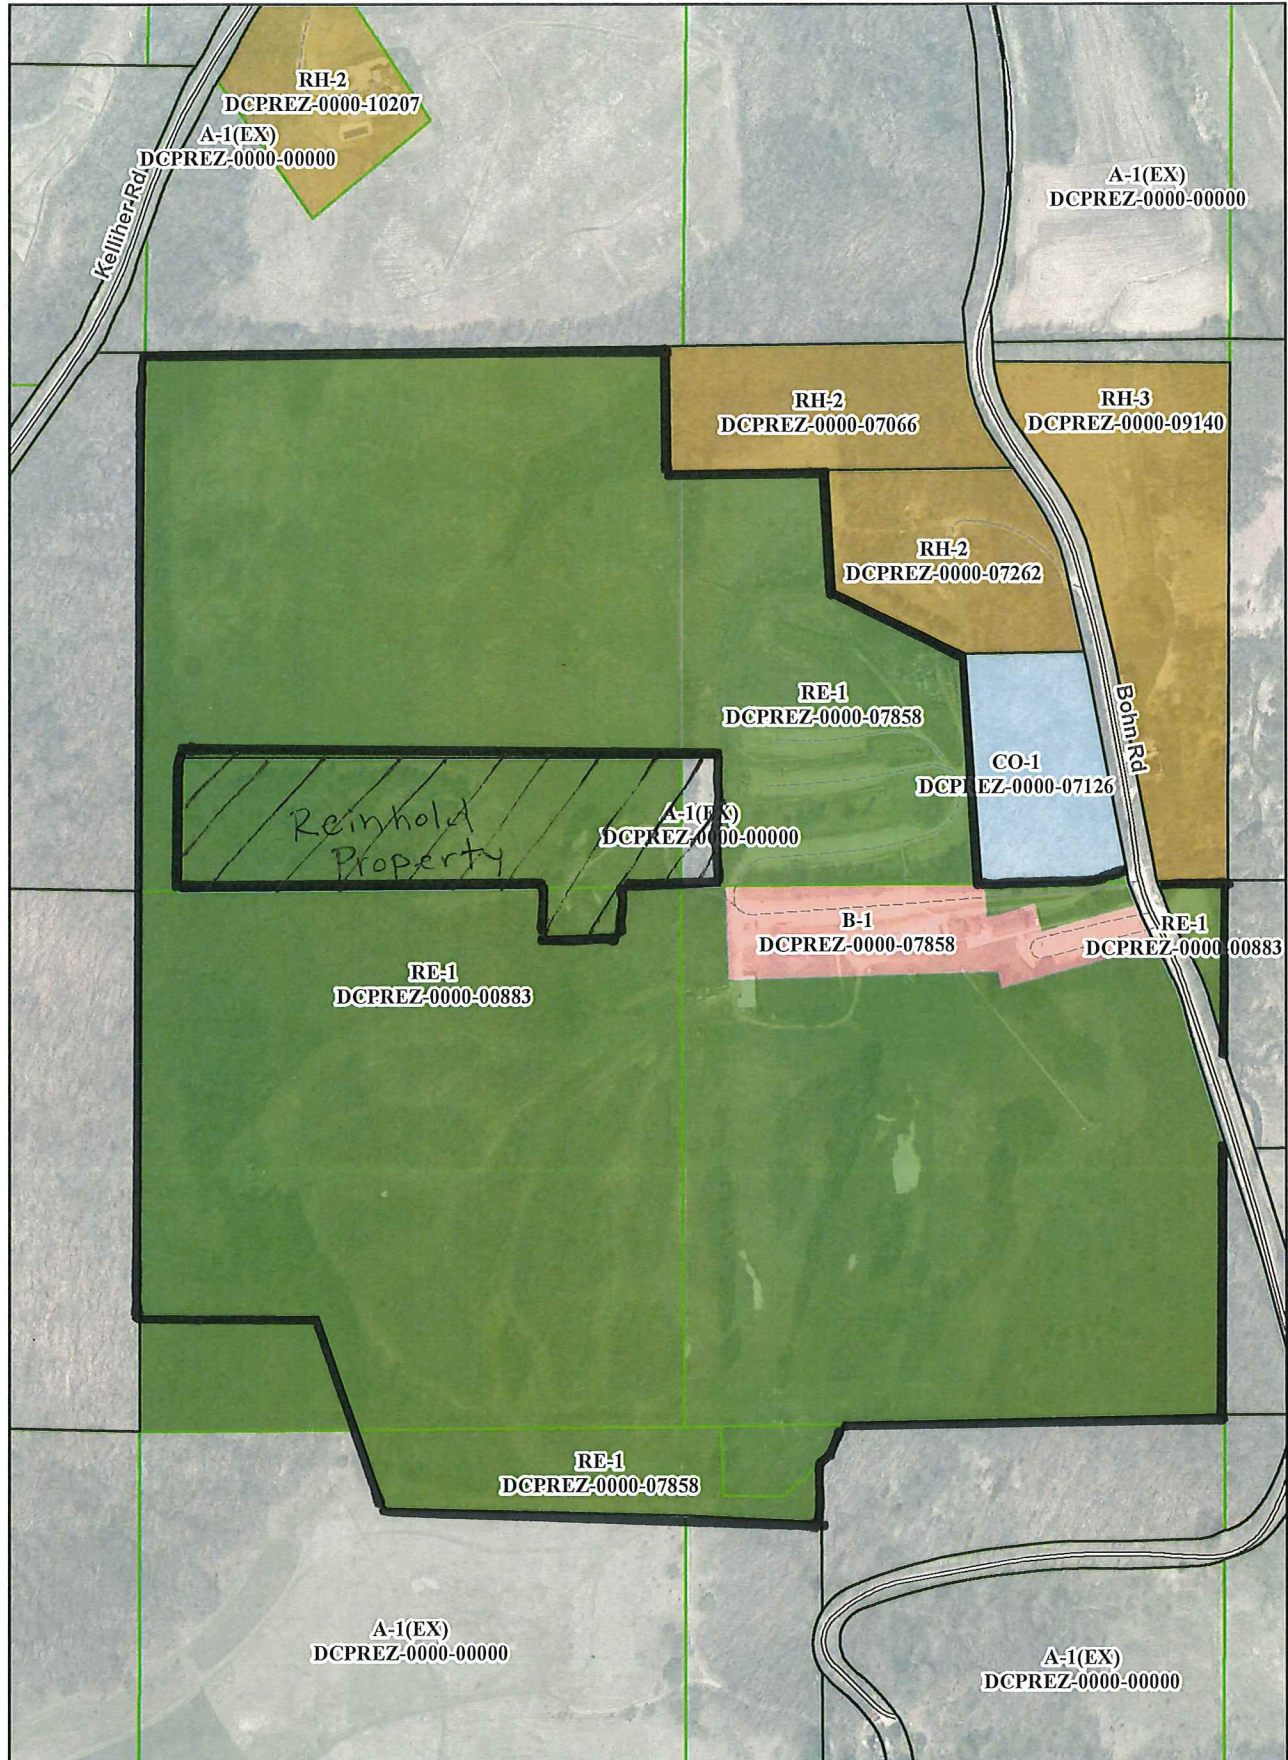 RH-2
DCPREZ-0000-10207
A-1(EX)
DCPREZ-0000-00000
Kelliher Rd
A-1(EX)
DCPREZ-0000-00000
RH-2
DCPREZ-0000-07066
RH-3
DCPREZ-0000-09140
RH-2
DCPREZ-0000-07262
RE-1
DCPREZ-0000-07858
Bohn Rd
CO-1
DCPREZ-0000-07126
Reinhold
Property
A-1(EX)
DCPREZ-0000-00000
B-1
DCPREZ-0000-07858
RE-1
DCPREZ-0000-00883
RE-1
DCPREZ-0000-00883
RE-1
DCPREZ-0000-07858
A-1(EX)
DCPREZ-0000-00000
A-1(EX)
DCPREZ-0000-00000